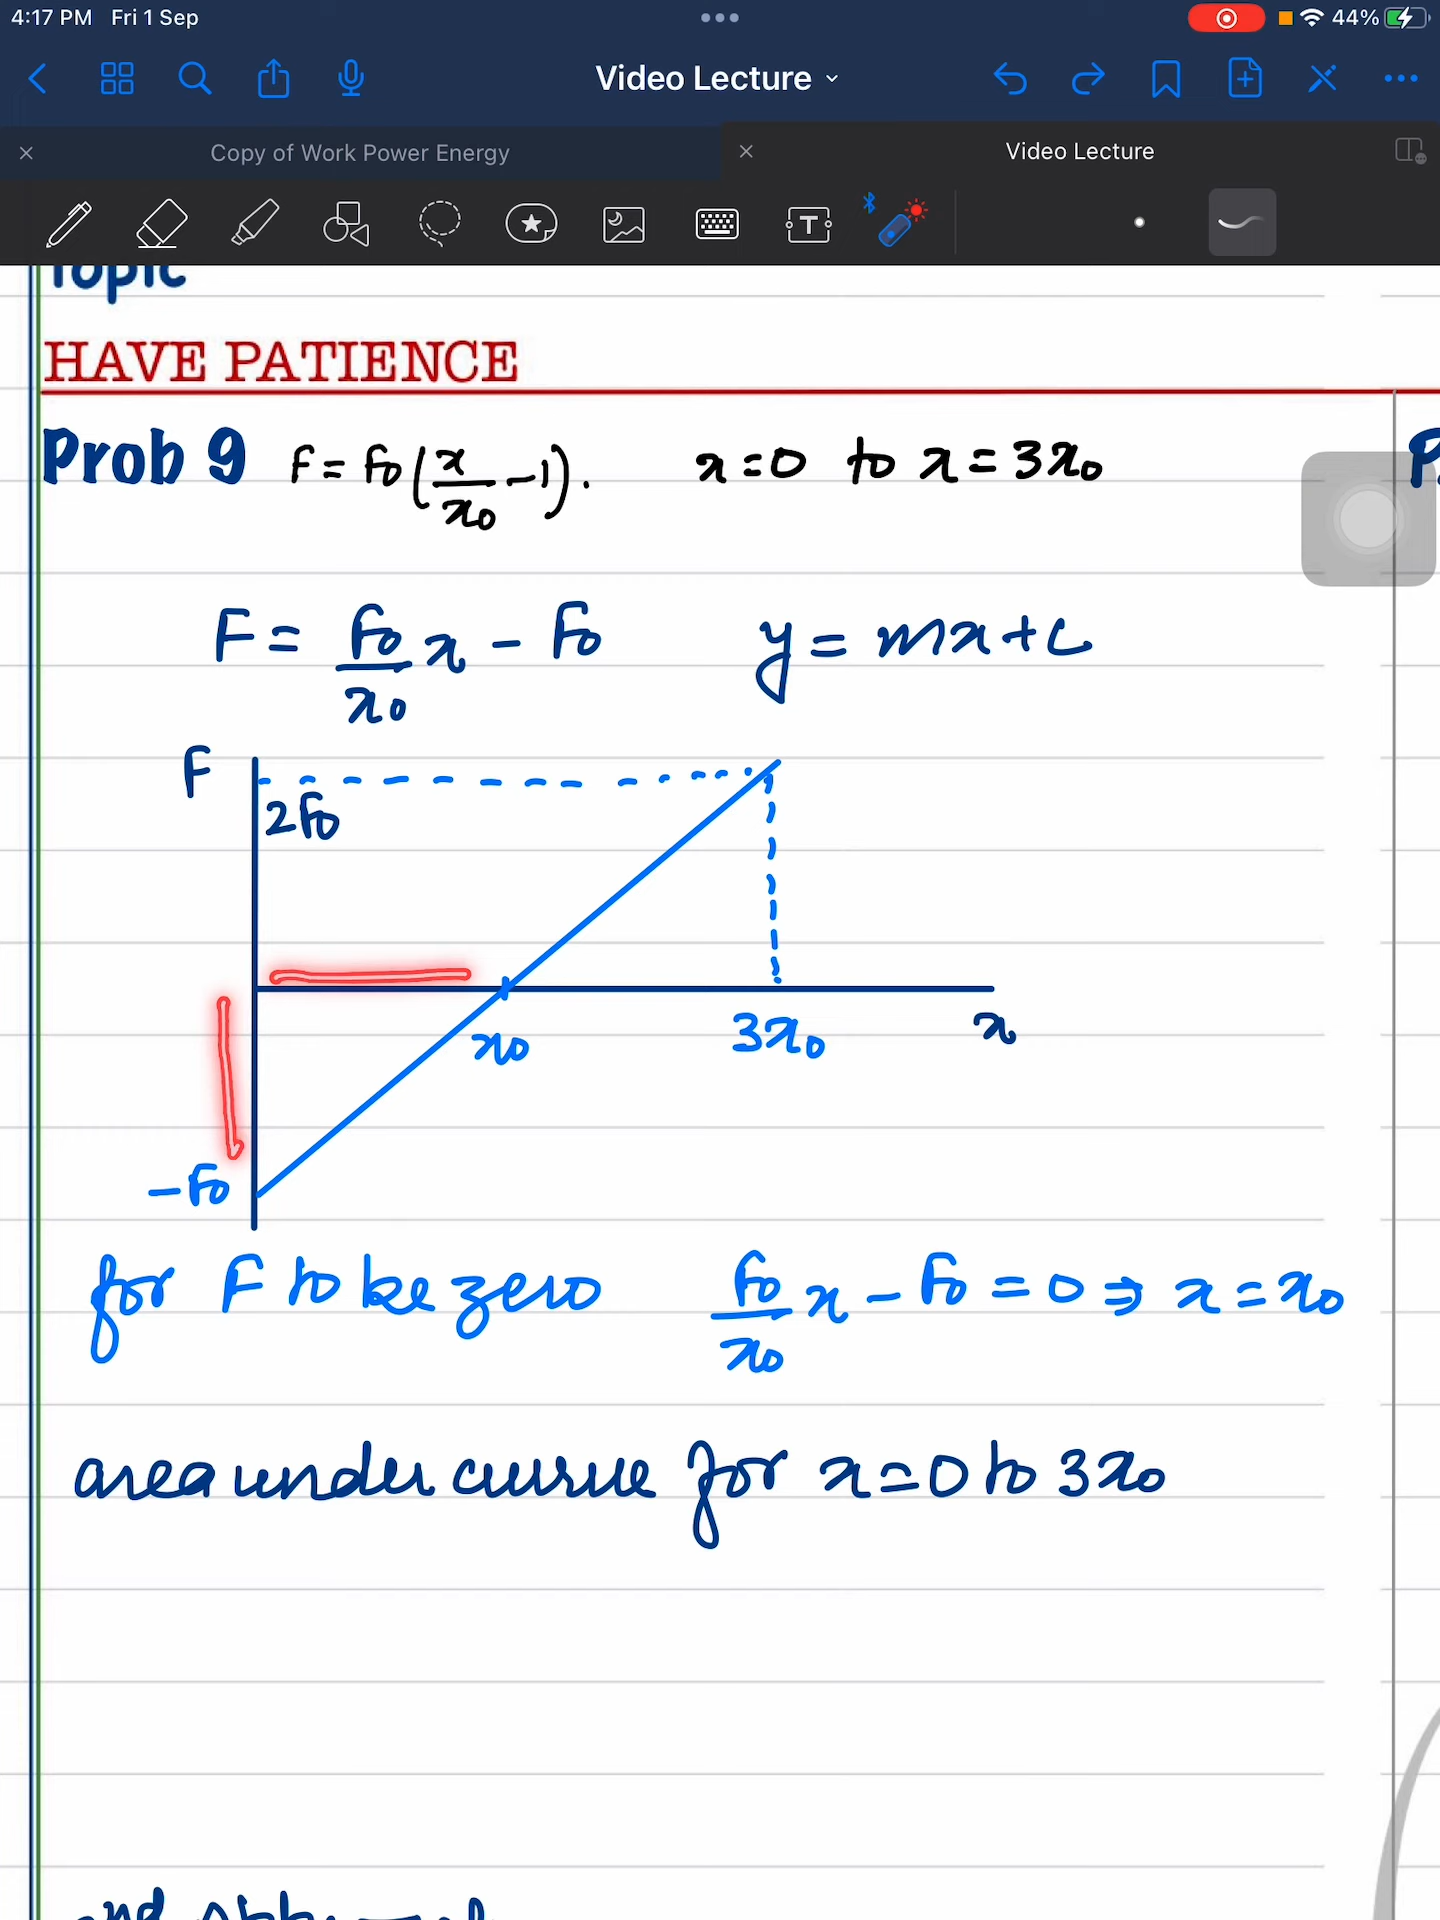 4:17 PM Fri 1 Sep
44%
Video Lecture
Copy of Work Power Energy
Video Lecture
Topic
HAVE PATIENCE
Prob 9 F = F₀(x/x₀ - 1). x = 0 to x = 3x₀
F = F₀/x₀ x - F₀ y = mx + c
F
2F₀
x₀ 3x₀ x
-F₀
for F to be zero F₀/x₀ x - F₀ = 0 ⇒ x = x₀
area under curve for x = 0 to 3x₀